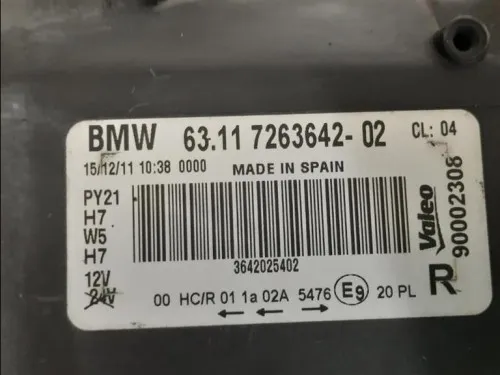 BMW 63.11 7263642-02 CL: 04
15/12/11 10:38 0000 MADE IN SPAIN
PY21
H7
W5
H7
12V
24V
3642025402
00 HC/R 01 1a 02A 5476 E9 20 PL
← ← →
Valeo
90002308
R